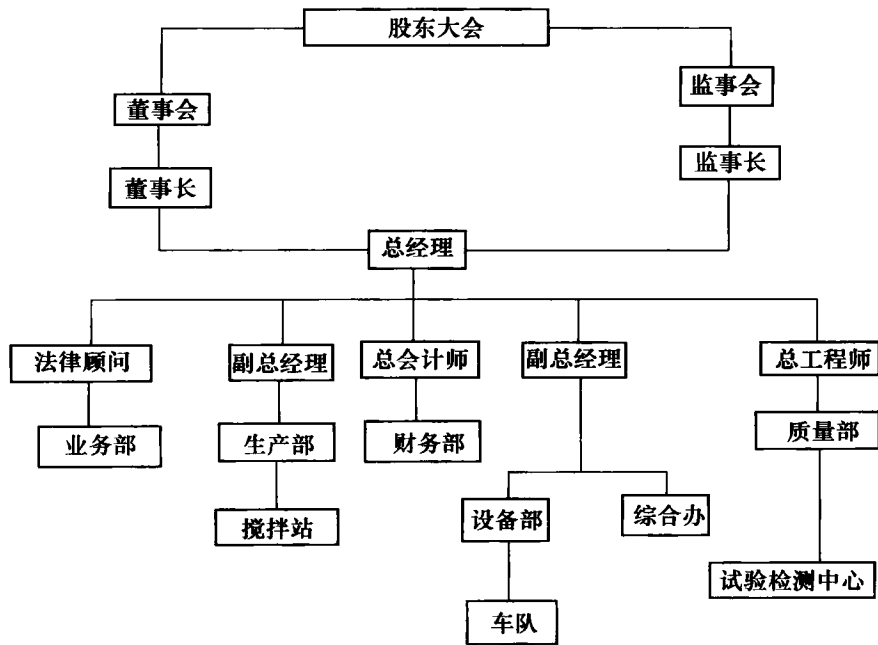 股东大会
董事会
监事会
董事长
监事长
总经理
法律顾问
副总经理
总会计师
副总经理
总工程师
业务部
生产部
财务部
质量部
搅拌站
设备部
综合办
试验检测中心
车队